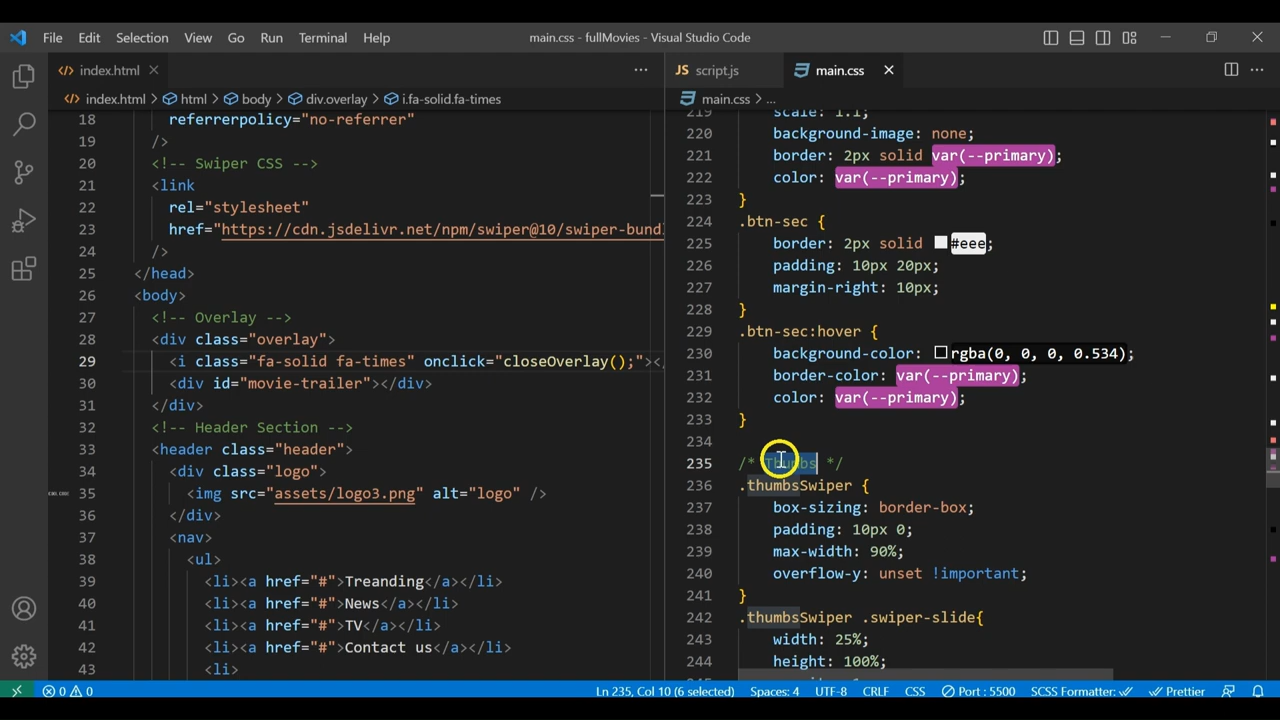 File Edit Selection View Go Run Terminal Help main.css - fullMovies - Visual Studio Code
index.html
index.html > html > body > div.overlay > i.fa-solid.fa-times
18 referrerpolicy="no-referrer"
19 />
20 <!-- Swiper CSS -->
21 <link
22 rel="stylesheet"
23 href="https://cdn.jsdelivr.net/npm/swiper@10/swiper-bund
24 />
25 </head>
26 <body>
27 <!-- Overlay -->
28 <div class="overlay">
29 <i class="fa-solid fa-times" onclick="closeOverlay();"></
30 <div id="movie-trailer"></div>
31 </div>
32 <!-- Header Section -->
33 <header class="header">
34 <div class="logo">
35 <img src="assets/logo3.png" alt="logo" />
36 </div>
37 <nav>
38 <ul>
39 <li><a href="#">Treanding</a></li>
40 <li><a href="#">News</a></li>
41 <li><a href="#">TV</a></li>
42 <li><a href="#">Contact us</a></li>
43 <li>
script.js main.css
main.css > ...
219 scale: 1.1;
220 background-image: none;
221 border: 2px solid var(--primary);
222 color: var(--primary);
223 }
224 .btn-sec {
225 border: 2px solid #eee;
226 padding: 10px 20px;
227 margin-right: 10px;
228 }
229 .btn-sec:hover {
230 background-color: rgba(0, 0, 0, 0.534);
231 border-color: var(--primary);
232 color: var(--primary);
233 }
234
235 /* Thumbs */
236 .thumbsSwiper {
237 box-sizing: border-box;
238 padding: 10px 0;
239 max-width: 90%;
240 overflow-y: unset !important;
241 }
242 .thumbsSwiper .swiper-slide{
243 width: 25%;
244 height: 100%;
0 0 Ln 235, Col 10 (6 selected) Spaces: 4 UTF-8 CRLF CSS Port : 5500 SCSS Formatter: Prettier